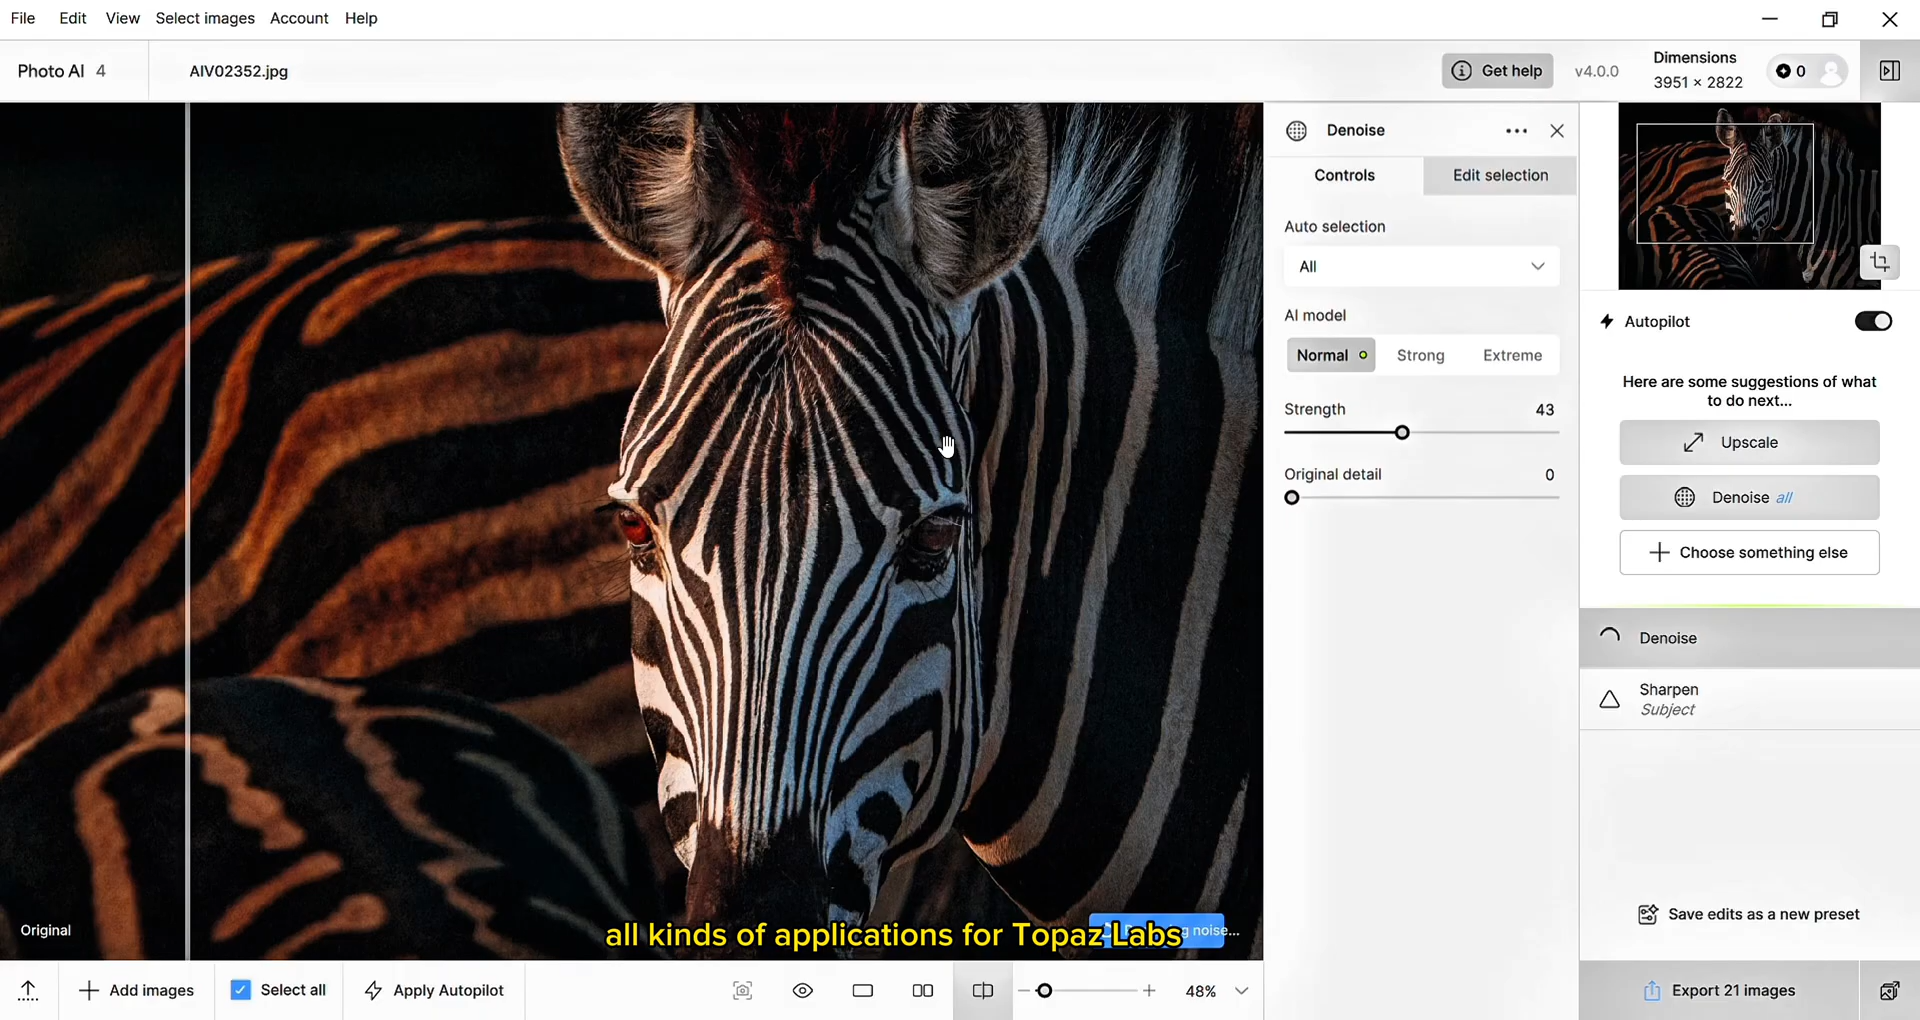 File Edit View Select images Account Help
Photo AI 4 AIV02352.jpg Get help v4.0.0 Dimensions
3951 × 2822 0
Denoise
Controls Edit selection
Auto selection
All
AI model
Normal Strong Extreme
Strength 43
Original detail 0
Autopilot
Here are some suggestions of what
to do next...
Upscale
Denoise all
Choose something else
Denoise
Sharpen
Subject
Save edits as a new preset
Original
noise...
all kinds of applications for Topaz Labs
Add images Select all Apply Autopilot 48% Export 21 images